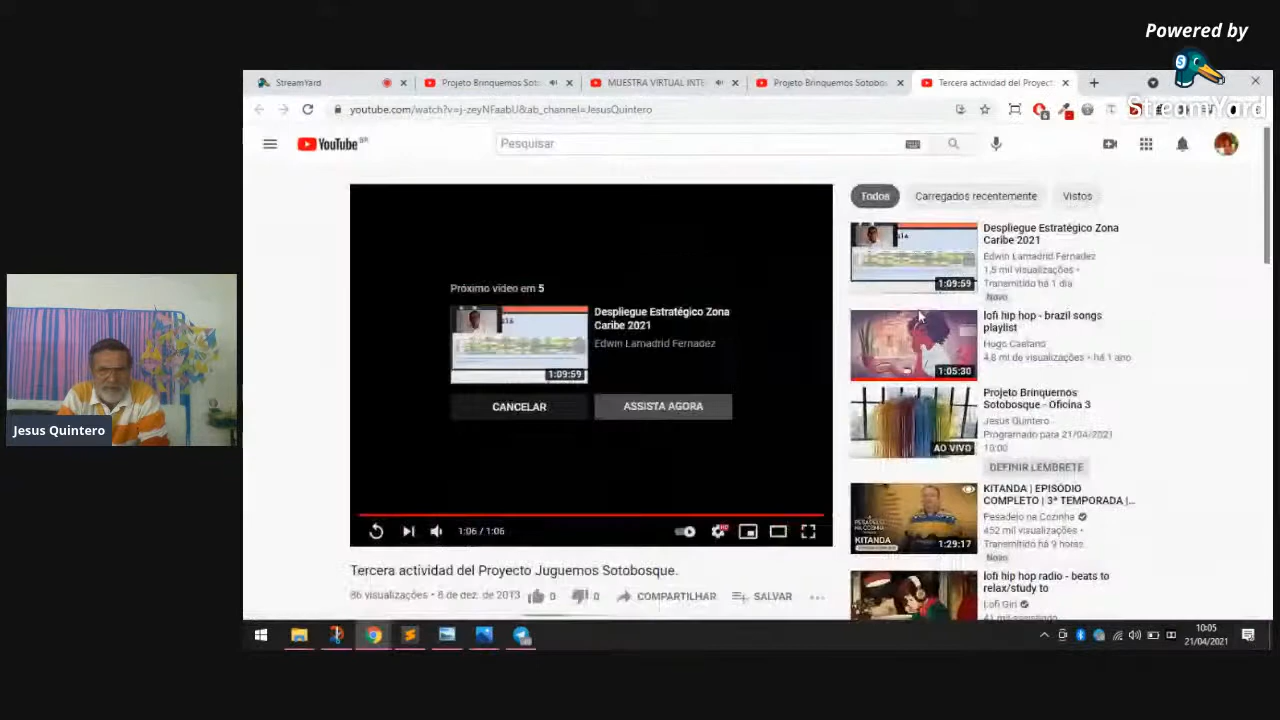 Powered by
StreamYard
StreamYard
Projeto Brinquemos Soto
MUESTRA VIRTUAL INTE
Projeto Brinquemos Sotobos
Tercera actividad del Proyect
youtube.com/watch?v=j-zeyNFaabU&ab_channel=JesusQuintero
YouTube BR
Pesquisar
Todos
Carregados recentemente
Vistos
Próximo vídeo em 5
Despliegue Estratégico Zona
Caribe 2021
Edwin Lamadrid Fernadez
1:09:59
CANCELAR
ASSISTA AGORA
1:06 / 1:06
Tercera actividad del Proyecto Juguemos Sotobosque.
86 visualizações • 8 de dez. de 2013
0
0
COMPARTILHAR
SALVAR
Despliegue Estratégico Zona
Caribe 2021
Edwin Lamadrid Fernadez
1,5 mil visualizações •
Transmitido há 1 dia
Novo
1:09:59
lofi hip hop - brazil songs
playlist
Hugo Caetano
4,8 mi de visualizações • há 1 ano
1:05:30
Projeto Brinquemos
Sotobosque - Oficina 3
Jesus Quintero
Programado para 21/04/2021
10:00
AO VIVO
DEFINIR LEMBRETE
KITANDA | EPISÓDIO
COMPLETO | 3ª TEMPORADA |...
Pesadelo na Cozinha
452 mil visualizações •
Transmitido há 9 horas
Novo
PESADELO
NA COZINHA
KITANDA
1:29:17
lofi hip hop radio - beats to
relax/study to
Lofi Girl
Jesus Quintero
10:05
21/04/2021